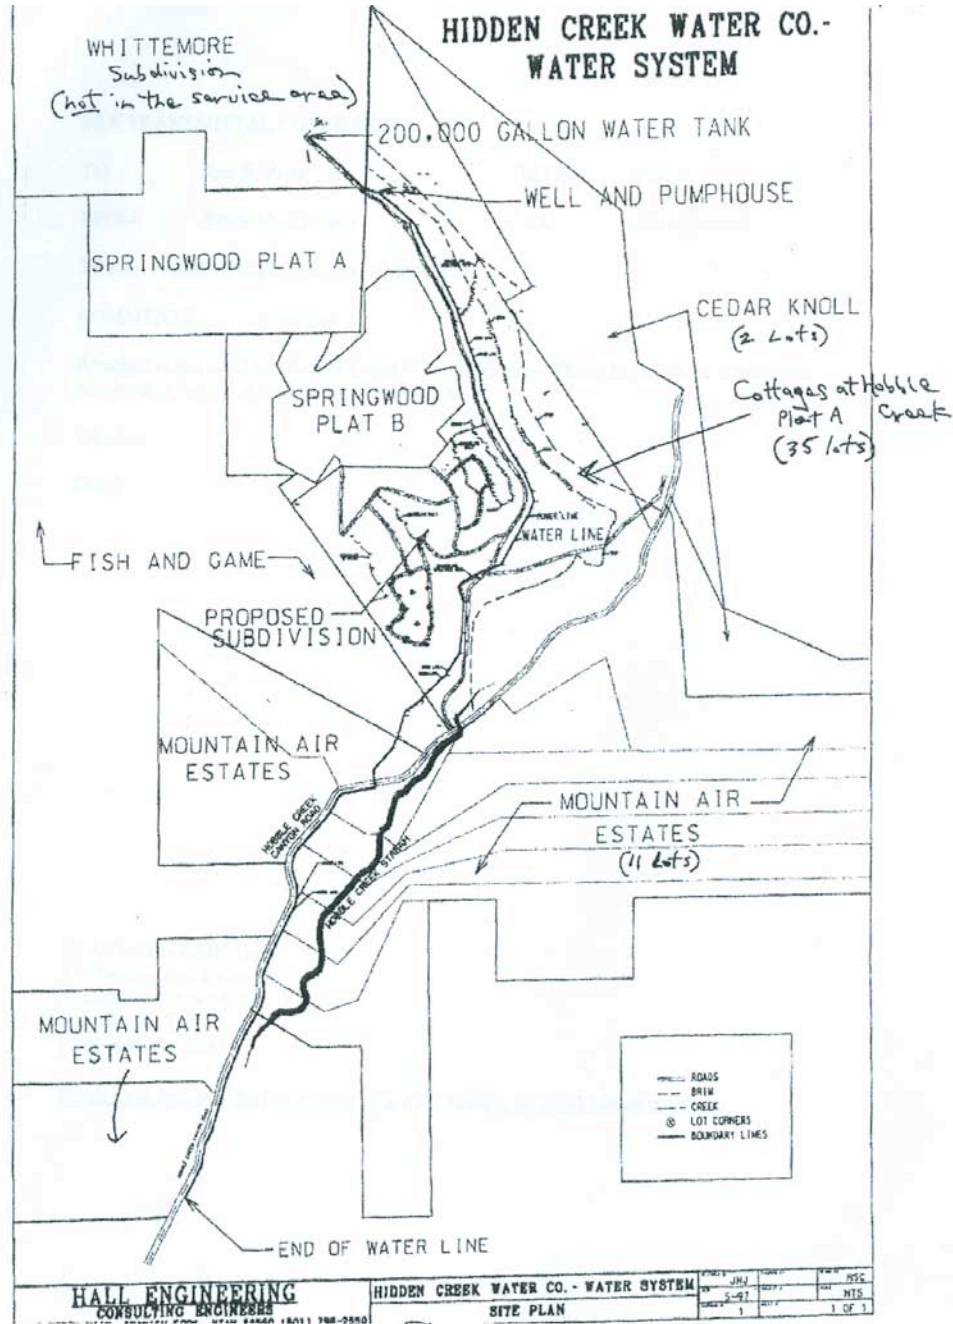 HIDDEN CREEK WATER CO.-
WATER SYSTEM
WHITTEMORE
Subdivision
(not in the service area)
200,000 GALLON WATER TANK
WELL AND PUMPHOUSE
SPRINGWOOD PLAT A
CEDAR KNOLL
(2 Lots)
SPRINGWOOD
PLAT B
Cottages at Hobble
Plat A Creek
(35 lots)
POWER LINE
WATER LINE
FISH AND GAME
PROPOSED
SUBDIVISION
MOUNTAIN AIR
ESTATES
HOBBLE CREEK
CANYON ROAD
HOBBLE CREEK STREAM
MOUNTAIN AIR
ESTATES
(11 Lots)
MOUNTAIN AIR
ESTATES
ROADS
BRIM
CREEK
LOT CORNERS
BOUNDARY LINES
END OF WATER LINE
HALL ENGINEERING
CONSULTING ENGINEERS
HIDDEN CREEK WATER CO. - WATER SYSTEM
SITE PLAN
JHJ
5-97
1
NTS
1 OF 1